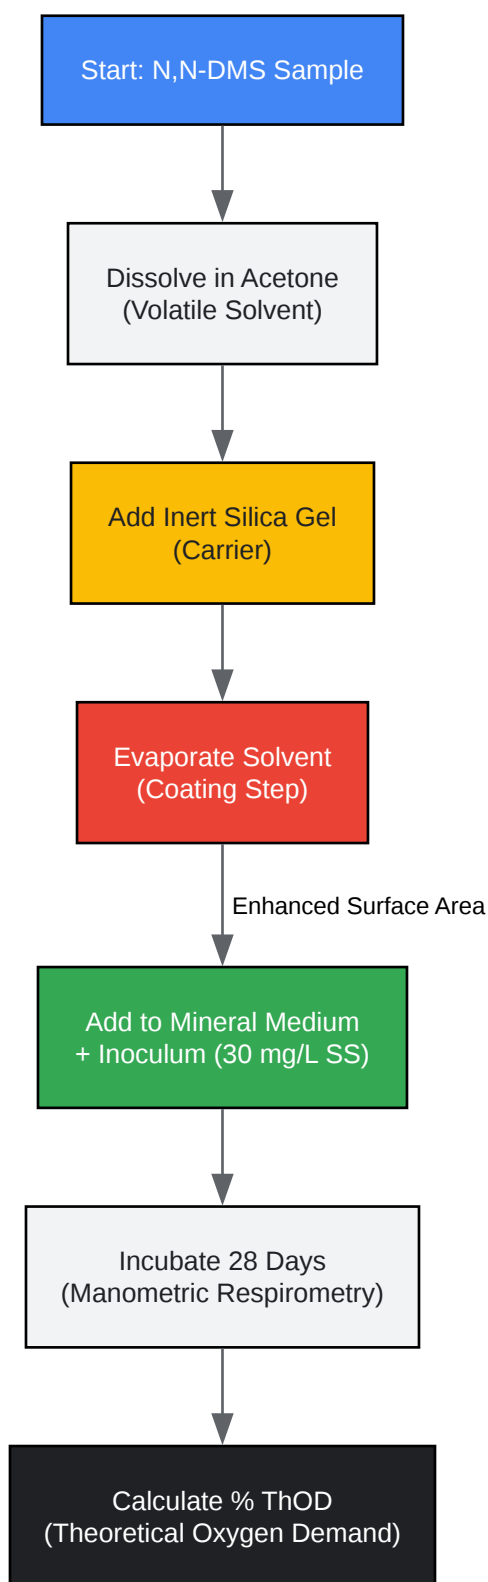 Start: N,N-DMS Sample
Dissolve in Acetone
(Volatile Solvent)
Add Inert Silica Gel
(Carrier)
Evaporate Solvent
(Coating Step)
Enhanced Surface Area
Add to Mineral Medium
+ Inoculum (30 mg/L SS)
Incubate 28 Days
(Manometric Respirometry)
Calculate % ThOD
(Theoretical Oxygen Demand)